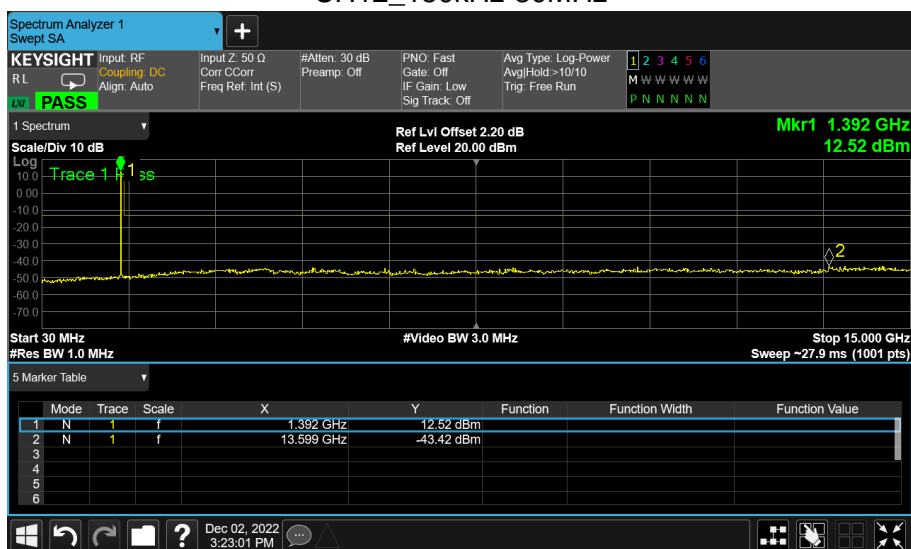 Spectrum Analyzer 1
Swept SA
KEYSIGHT Input: RF Input Z: 50 Ω #Atten: 30 dB PNO: Fast Avg Type: Log-Power 1 2 3 4 5 6
R L Coupling: DC Corr CCorr Preamp: Off Gate: Off Avg|Hold:>10/10 M W W W W W
Align: Auto Freq Ref: Int (S) IF Gain: Low Trig: Free Run
LXI PASS Sig Track: Off P N N N N N
1 Spectrum Ref Lvl Offset 2.20 dB Mkr1 1.392 GHz
Scale/Div 10 dB Ref Level 20.00 dBm 12.52 dBm
Log
Trace 1 Pass 1
10.0
0.00
-10.0
-20.0
-30.0
-40.0 2
-50.0
-60.0
-70.0
Start 30 MHz #Video BW 3.0 MHz Stop 15.000 GHz
#Res BW 1.0 MHz Sweep ~27.9 ms (1001 pts)
5 Marker Table
Mode Trace Scale X Y Function Function Width Function Value
1 N 1 f 1.392 GHz 12.52 dBm
2 N 1 f 13.599 GHz -43.42 dBm
3
4
5
6
? Dec 02, 2022
3:23:01 PM